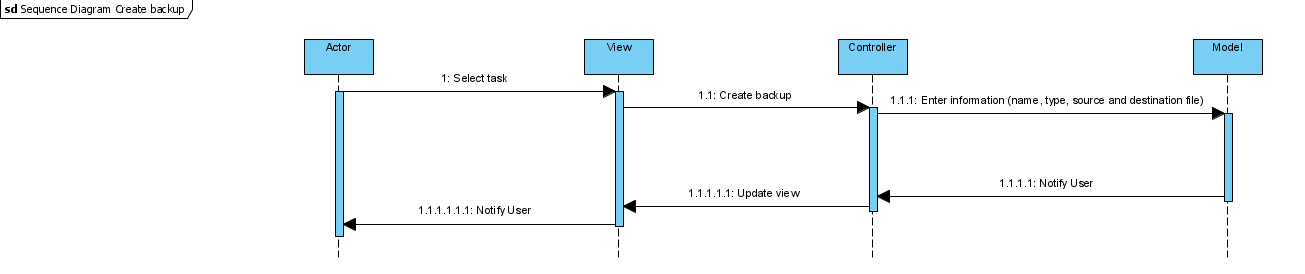 sd Sequence Diagram Create backup
Actor
View
Controller
Model
1: Select task
1.1: Create backup
1.1.1: Enter information (name, type, source and destination file)
1.1.1.1: Notify User
1.1.1.1.1: Update view
1.1.1.1.1.1: Notify User